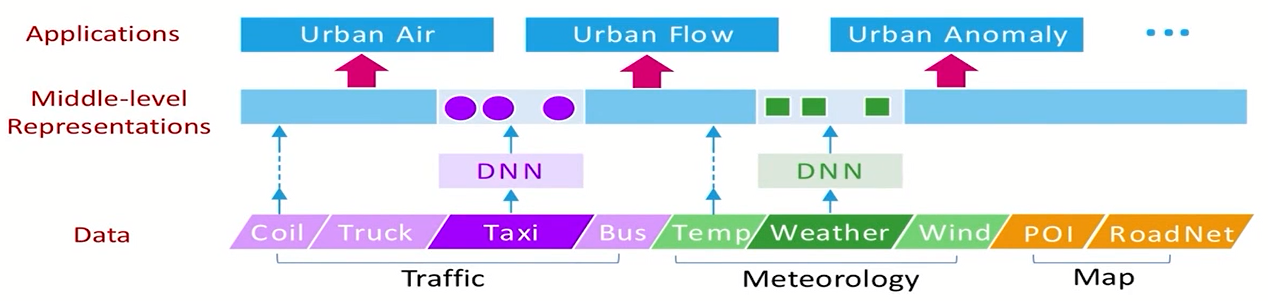 Applications
Urban Air
Urban Flow
Urban Anomaly
...
Middle-level
Representations
DNN
DNN
Data
Coil
Truck
Taxi
Bus
Temp
Weather
Wind
POI
RoadNet
Traffic
Meteorology
Map